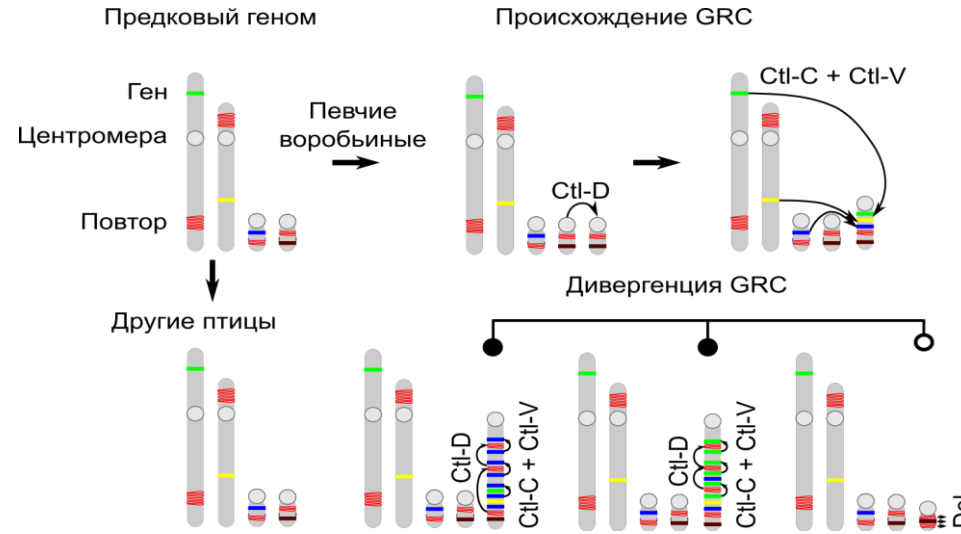 Предковый геном
Происхождение GRC
Ген
Центромера
Повтор
Певчие
воробьиные
Ctl-D
Ctl-C + Ctl-V
Другие птицы
Дивергенция GRC
Ctl-D
Ctl-C + Ctl-V
Ctl-D
Ctl-C + Ctl-V
Del